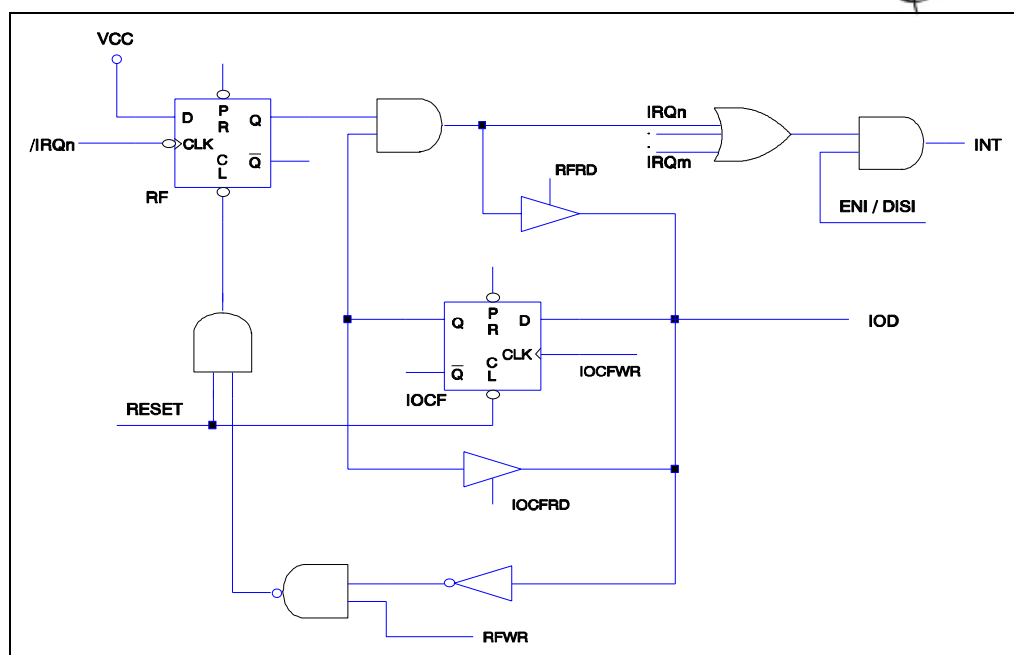 VCC
D
P
R
Q
/IRQn
CLK
C
L
Q̅
RF
IRQn
IRQm
INT
RFRD
ENI / DISI
Q
P
R
D
IOD
CLK
C
L
Q̅
IOCFWR
IOCF
RESET
IOCFRD
RFWR